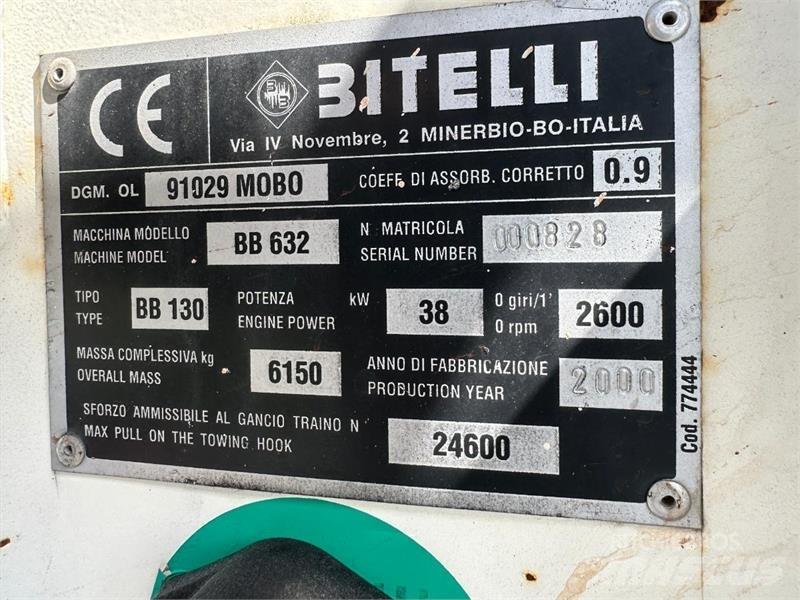 CE BITELLI
Via IV Novembre, 2 MINERBIO-BO-ITALIA
DGM. OL 91029 MOBO COEFF. DI ASSORB. CORRETTO 0.9
MACCHINA MODELLO
MACHINE MODEL
BB 632
N MATRICOLA
SERIAL NUMBER
000828
TIPO
TYPE
BB 130
POTENZA
ENGINE POWER
kW
38
0 giri/1'
0 rpm
2600
MASSA COMPLESSIVA kg
OVERALL MASS
6150
ANNO DI FABBRICAZIONE
PRODUCTION YEAR
2000
SFORZO AMMISSIBILE AL GANCIO TRAINO N
MAX PULL ON THE TOWING HOOK
24600
Cod. 774444